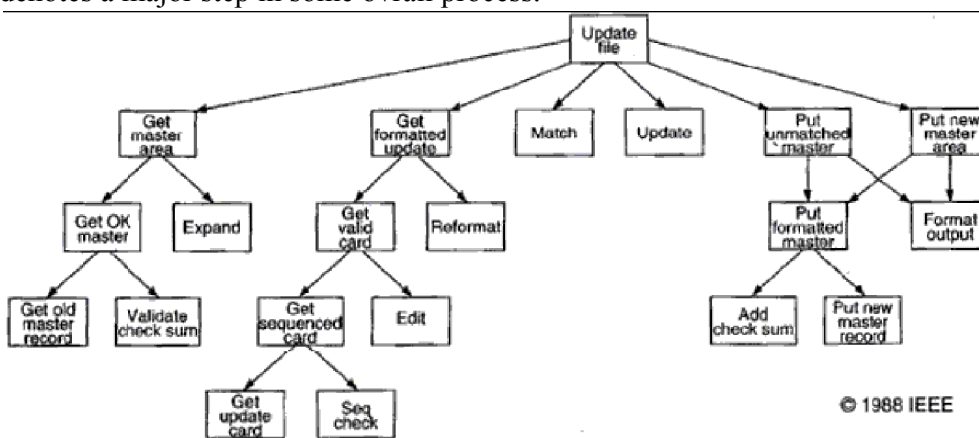 denotes a major step in some ovrall process.
Update
file
Get
master
area
Get
formatted
update
Match
Update
Put
unmatched
master
Put new
master
area
Get OK
master
Expand
Get
valid
card
Reformat
Put
formatted
master
Format
output
Get old
master
record
Validate
check sum
Get
sequenced
card
Edit
Add
check sum
Put new
master
record
Get
update
card
Seq
check
© 1988 IEEE